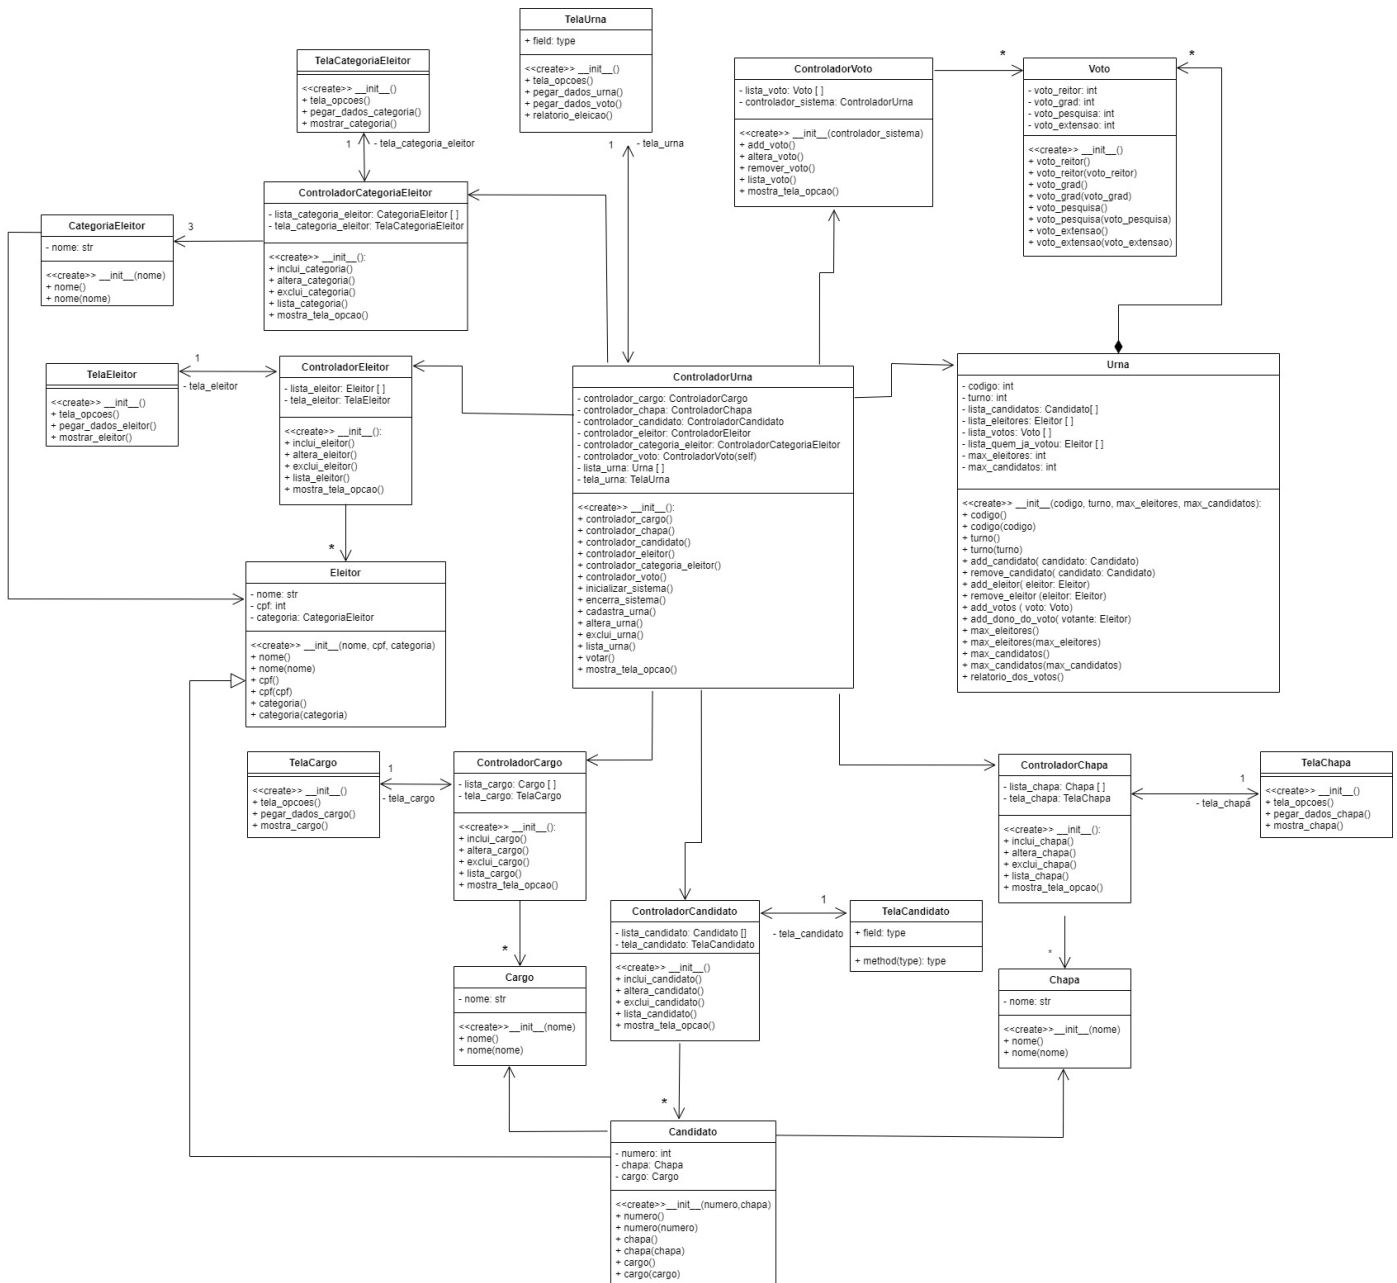 TelaUrna
+ field: type
<<create>> __init__()
+ tela_opcoes()
+ pegar_dados_urna()
+ pegar_dados_voto()
+ relatorio_eleicao()
1
- tela_urna
TelaCategoriaEleitor
<<create>> __init__()
+ tela_opcoes()
+ pegar_dados_categoria()
+ mostrar_categoria()
1
- tela_categoria_eleitor
ControladorVoto
- lista_voto: Voto [ ]
- controlador_sistema: ControladorUrna
<<create>> __init__(controlador_sistema)
+ add_voto()
+ altera_voto()
+ remover_voto()
+ lista_voto()
+ mostra_tela_opcao()
*
*
Voto
- voto_reitor: int
- voto_grad: int
- voto_pesquisa: int
- voto_extensao: int
<<create>> __init__()
+ voto_reitor()
+ voto_reitor(voto_reitor)
+ voto_grad()
+ voto_grad(voto_grad)
+ voto_pesquisa()
+ voto_pesquisa(voto_pesquisa)
+ voto_extensao()
+ voto_extensao(voto_extensao)
ControladorCategoriaEleitor
- lista_categoria_eleitor: CategoriaEleitor [ ]
- tela_categoria_eleitor: TelaCategoriaEleitor
<<create>> __init__():
+ inclui_categoria()
+ altera_categoria()
+ exclui_categoria()
+ lista_categoria()
+ mostra_tela_opcao()
3
CategoriaEleitor
- nome: str
<<create>> __init__(nome)
+ nome()
+ nome(nome)
TelaEleitor
<<create>> __init__()
+ tela_opcoes()
+ pegar_dados_eleitor()
+ mostrar_eleitor()
1
- tela_eleitor
ControladorEleitor
- lista_eleitor: Eleitor [ ]
- tela_eleitor: TelaEleitor
<<create>> __init__():
+ inclui_eleitor()
+ altera_eleitor()
+ exclui_eleitor()
+ lista_eleitor()
+ mostra_tela_opcao()
*
ControladorUrna
- controlador_cargo: ControladorCargo
- controlador_chapa: ControladorChapa
- controlador_candidato: ControladorCandidato
- controlador_eleitor: ControladorEleitor
- controlador_categoria_eleitor: ControladorCategoriaEleitor
- controlador_voto: ControladorVoto(self)
- lista_urna: Urna [ ]
- tela_urna: TelaUrna
<<create>> __init__():
+ controlador_cargo()
+ controlador_chapa()
+ controlador_candidato()
+ controlador_eleitor()
+ controlador_categoria_eleitor()
+ controlador_voto()
+ inicializar_sistema()
+ encerra_sistema()
+ cadastra_urna()
+ altera_urna()
+ exclui_urna()
+ lista_urna()
+ votar()
+ mostra_tela_opcao()
Urna
- codigo: int
- turno: int
- lista_candidatos: Candidato[ ]
- lista_eleitores: Eleitor [ ]
- lista_votos: Voto [ ]
- lista_quem_ja_votou: Eleitor [ ]
- max_eleitores: int
- max_candidatos: int
<<create>> __init__(codigo, turno, max_eleitores, max_candidatos):
+ codigo()
+ codigo(codigo)
+ turno()
+ turno(turno)
+ add_candidato( candidato: Candidato)
+ remove_candidato( candidato: Candidato)
+ add_eleitor( eleitor: Eleitor)
+ remove_eleitor (eleitor: Eleitor)
+ add_votos ( voto: Voto)
+ add_dono_do_voto( votante: Eleitor)
+ max_eleitores()
+ max_eleitores(max_eleitores)
+ max_candidatos()
+ max_candidatos(max_candidatos)
+ relatorio_dos_votos()
Eleitor
- nome: str
- cpf: int
- categoria: CategoriaEleitor
<<create>> __init__(nome, cpf, categoria)
+ nome()
+ nome(nome)
+ cpf()
+ cpf(cpf)
+ categoria()
+ categoria(categoria)
TelaCargo
<<create>> __init__()
+ tela_opcoes()
+ pegar_dados_cargo()
+ mostra_cargo()
1
- tela_cargo
ControladorCargo
- lista_cargo: Cargo [ ]
- tela_cargo: TelaCargo
<<create>> __init__():
+ inclui_cargo()
+ altera_cargo()
+ exclui_cargo()
+ lista_cargo()
+ mostra_tela_opcao()
*
ControladorChapa
- lista_chapa: Chapa [ ]
- tela_chapa: TelaChapa
<<create>> __init__():
+ inclui_chapa()
+ altera_chapa()
+ exclui_chapa()
+ lista_chapa()
+ mostra_tela_opcao()
*
1
- tela_chapa
TelaChapa
<<create>> __init__()
+ tela_opcoes()
+ pegar_dados_chapa()
+ mostra_chapa()
ControladorCandidato
- lista_candidato: Candidato []
- tela_candidato: TelaCandidato
<<create>> __init__()
+ inclui_candidato()
+ altera_candidato()
+ exclui_candidato()
+ lista_candidato()
+ mostra_tela_opcao()
*
1
- tela_candidato
TelaCandidato
+ field: type
+ method(type): type
Cargo
- nome: str
<<create>>__init__(nome)
+ nome()
+ nome(nome)
Chapa
- nome: str
<<create>>__init__(nome)
+ nome()
+ nome(nome)
Candidato
- numero: int
- chapa: Chapa
- cargo: Cargo
<<create>>__init__(numero,chapa)
+ numero()
+ numero(numero)
+ chapa()
+ chapa(chapa)
+ cargo()
+ cargo(cargo)